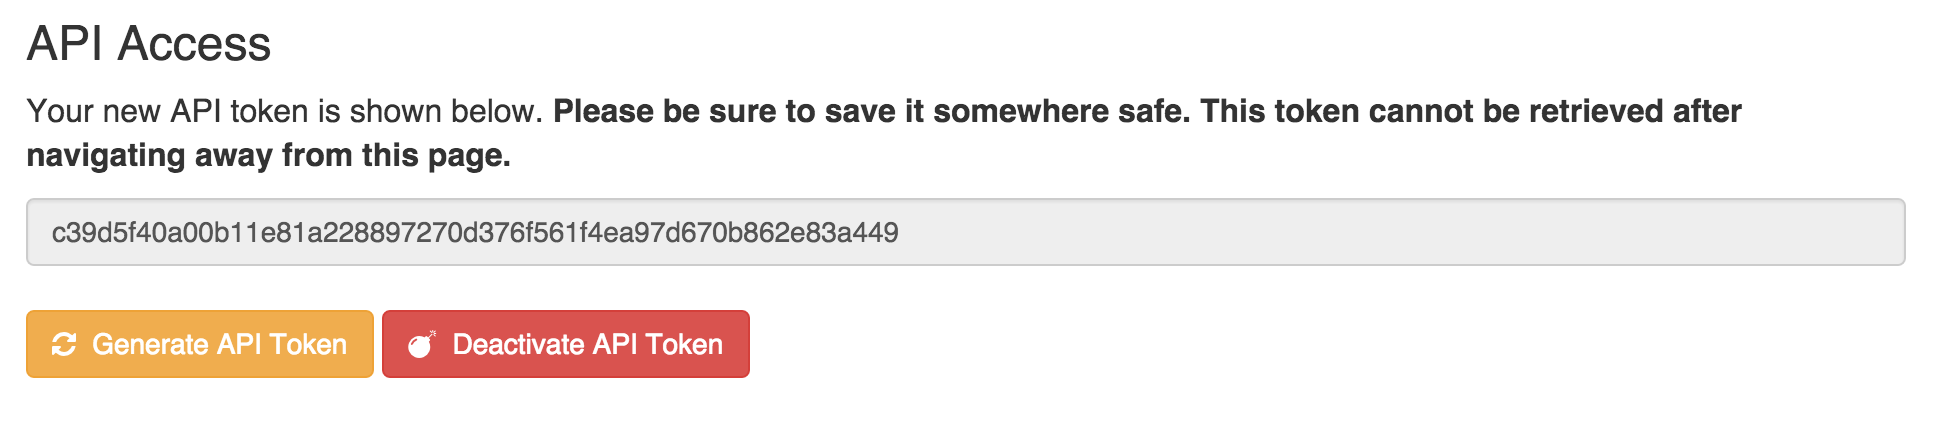 API Access
Your new API token is shown below. Please be sure to save it somewhere safe. This token cannot be retrieved after
navigating away from this page.
c39d5f40a00b11e81a228897270d376f561f4ea97d670b862e83a449
Generate API Token Deactivate API Token